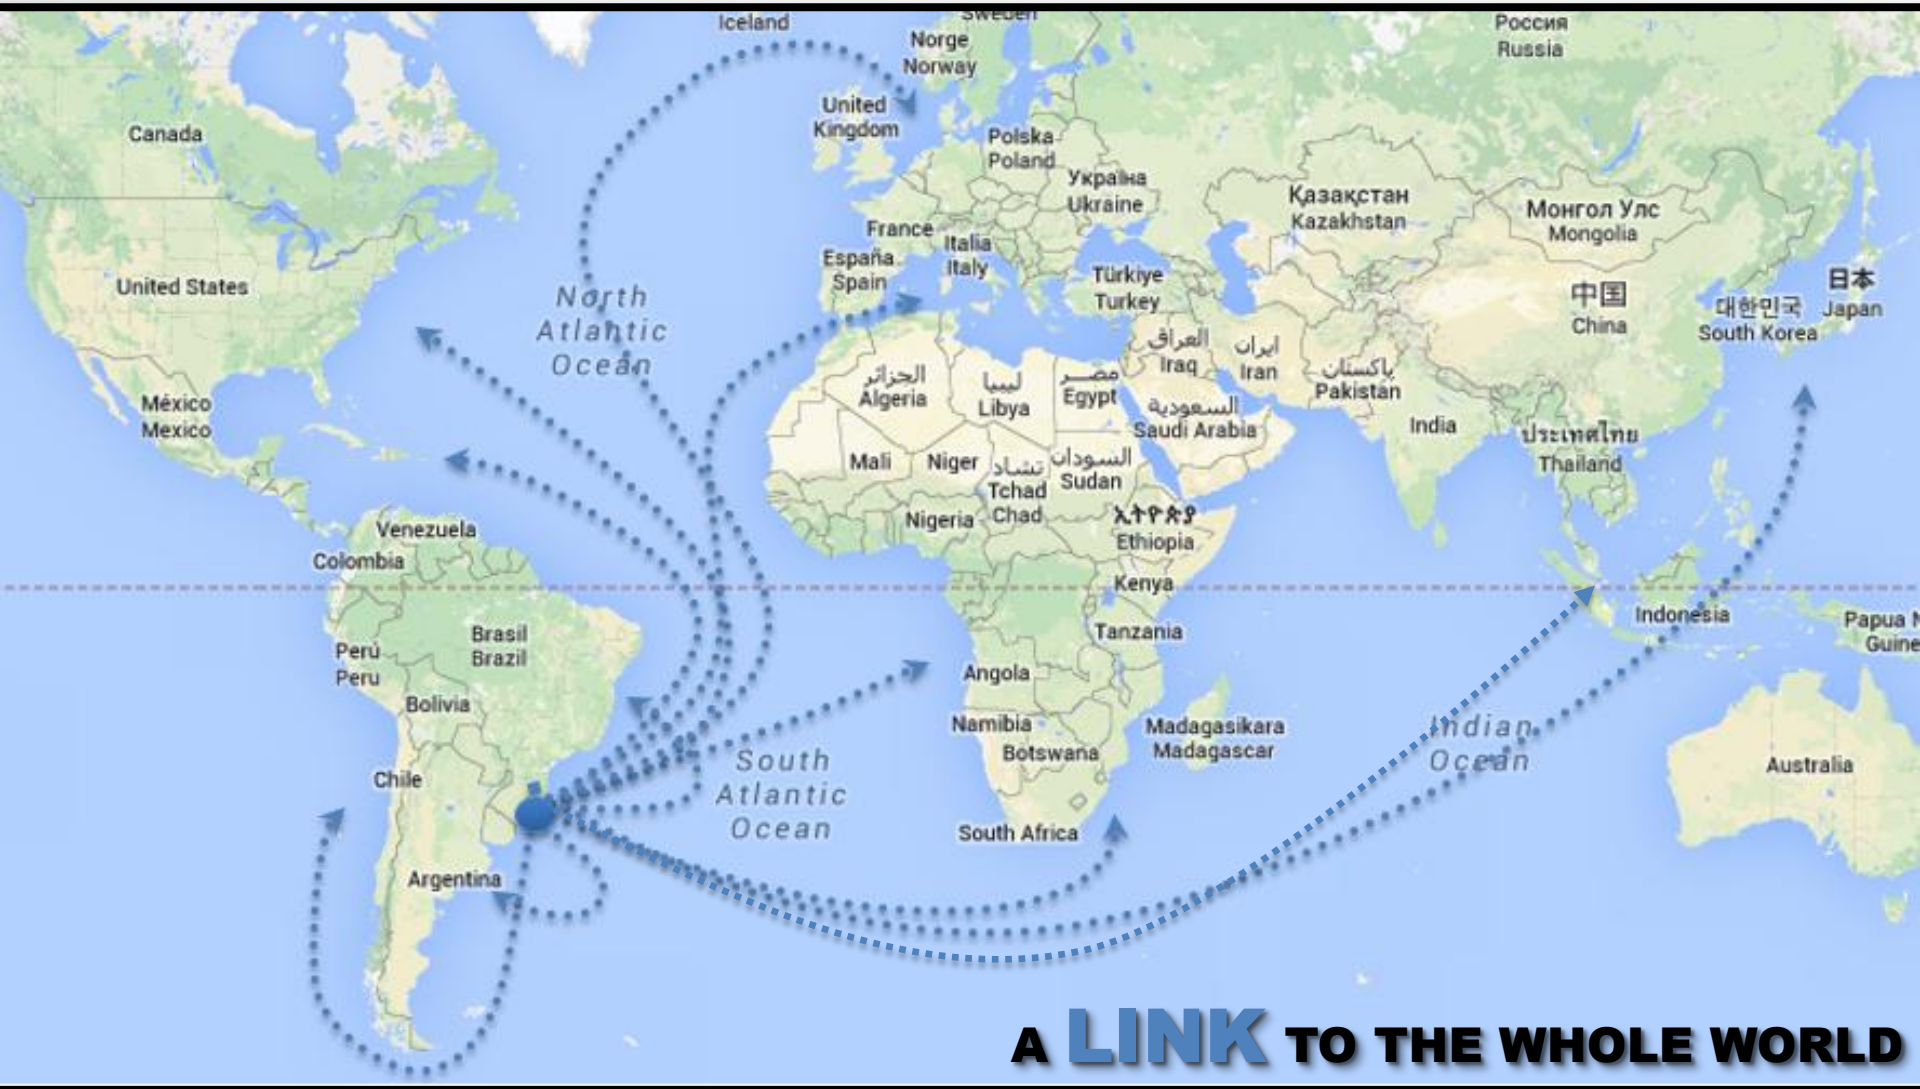 Iceland
Sweden
Norge
Norway
Россия
Russia
United
Kingdom
Canada
Polska
Poland
Україна
Ukraine
Қазақстан
Kazakhstan
Монгол Улс
Mongolia
France
Italia
Italy
España
Spain
Türkiye
Turkey
United States
North
Atlantic
Ocean
中国
China
대한민국
South Korea
日本
Japan
العراق
Iraq
ایران
Iran
پاکستان
Pakistan
الجزائر
Algeria
ليبيا
Libya
مصر
Egypt
السعودية
Saudi Arabia
México
Mexico
India
ประเทศไทย
Thailand
Mali
Niger
تشاد
Tchad
Chad
السودان
Sudan
Nigeria
ኢትዮጵያ
Ethiopia
Venezuela
Colombia
Kenya
Indonesia
Papua N
Guine
Brasil
Brazil
Tanzania
Perú
Peru
Angola
Bolivia
Namibia
Botswana
Madagasikara
Madagascar
Indian
Ocean
South
Atlantic
Ocean
Chile
Australia
South Africa
Argentina
A LINK TO THE WHOLE WORLD